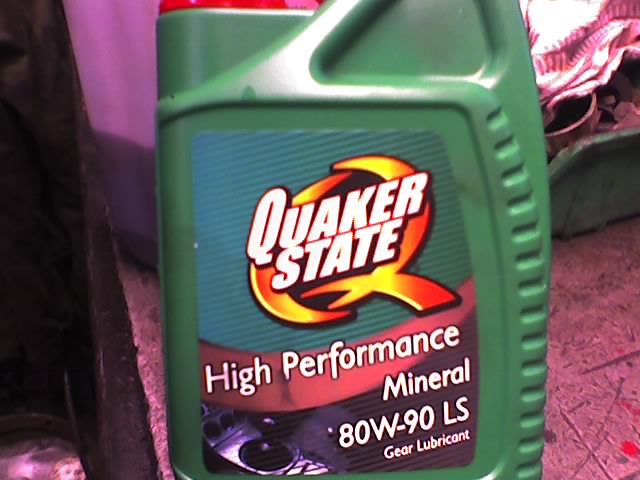 QUAKER
STATE
High Performance
Mineral
80W-90 LS
Gear Lubricant